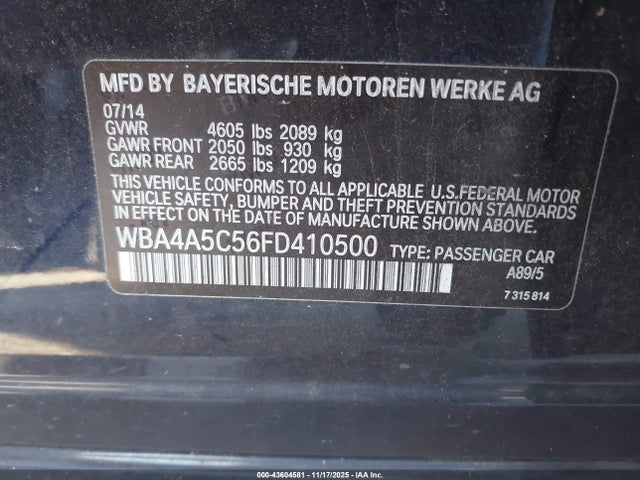 MFD BY BAYERISCHE MOTOREN WERKE AG
07/14
GVWR 4605 lbs 2089 kg
GAWR FRONT 2050 lbs 930 kg
GAWR REAR 2665 lbs 1209 kg
THIS VEHICLE CONFORMS TO ALL APPLICABLE U.S.FEDERAL MOTOR
VEHICLE SAFETY, BUMPER AND THEFT PREVENTION STANDARDS
IN EFFECT ON THE DATE OF MANUFACTURE SHOWN ABOVE.
WBA4A5C56FD410500 TYPE: PASSENGER CAR
A89/5
7 315 814
000-43604581 - 11/17/2025 - IAA Inc.